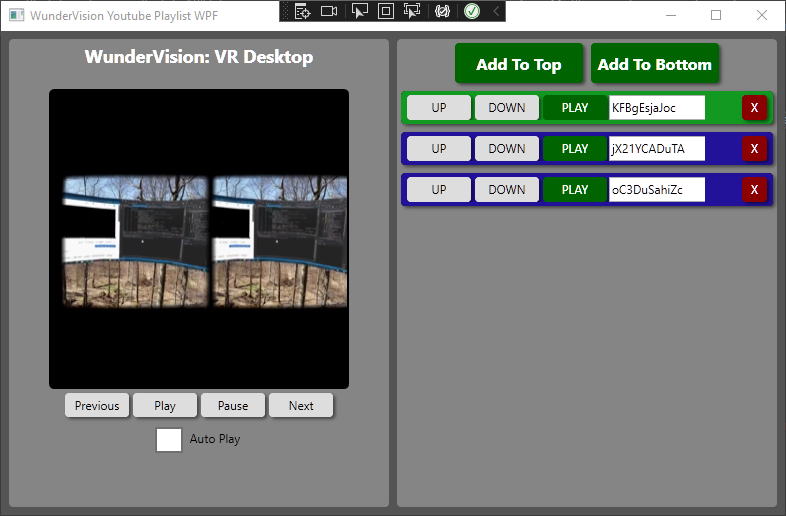 WunderVision Youtube Playlist WPF
WunderVision: VR Desktop
Previous Play Pause Next
Auto Play
Add To Top Add To Bottom
UP DOWN PLAY KFBgEsjaJoc X
UP DOWN PLAY jX21YCADuTA X
UP DOWN PLAY oC3DuSahiZc X